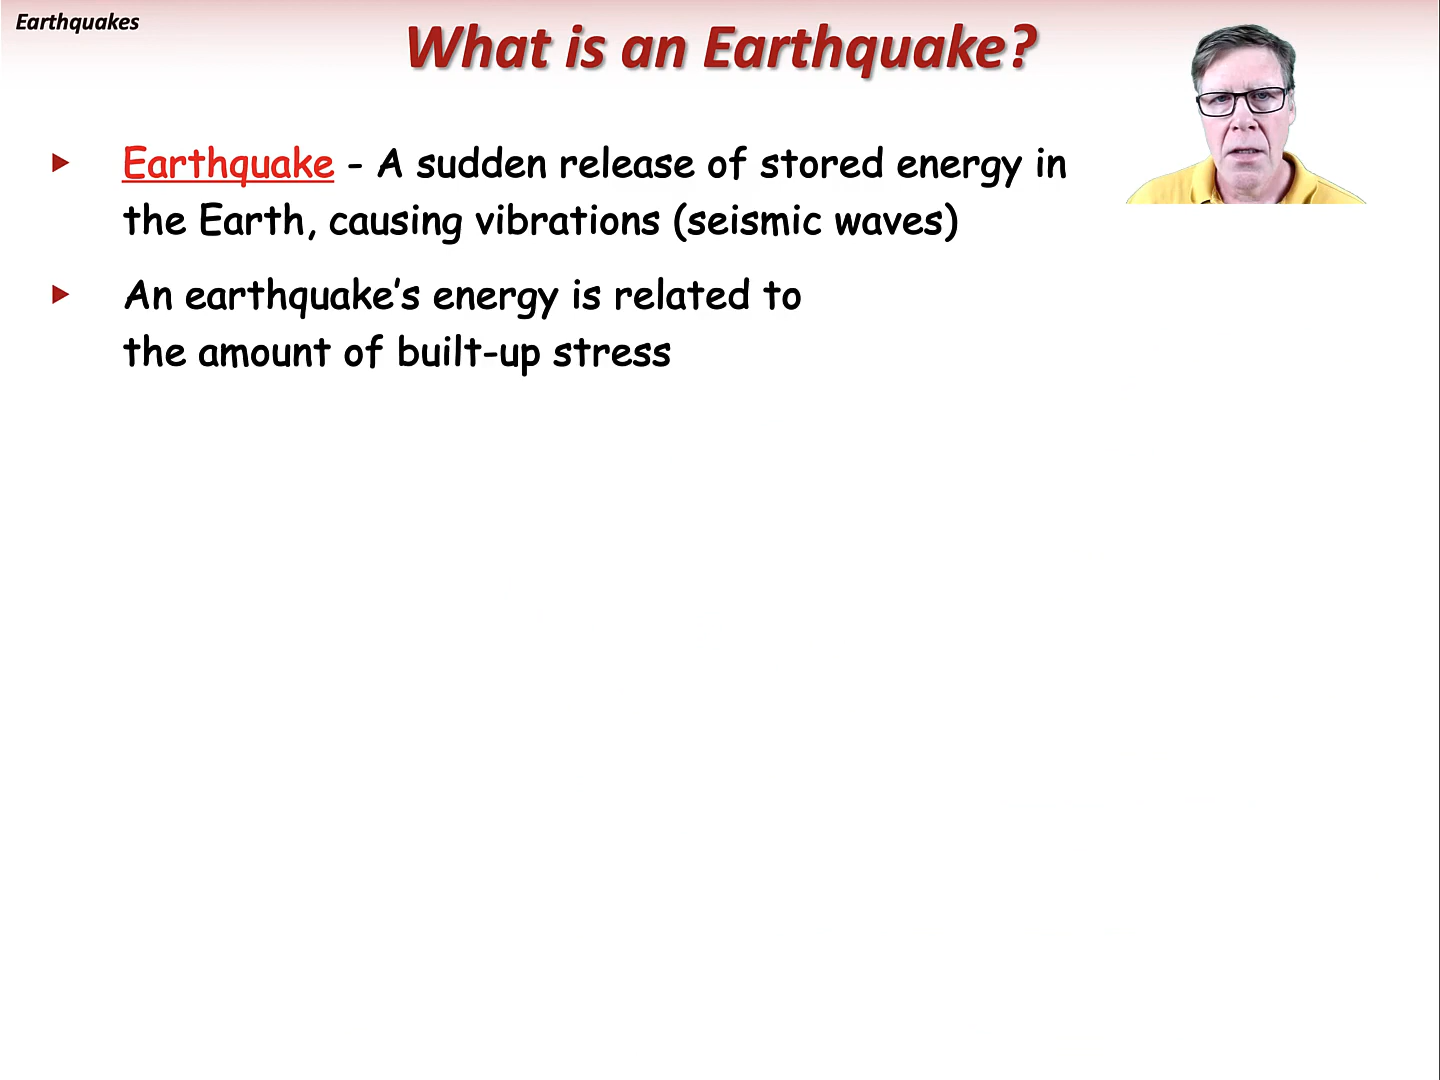 Earthquakes
What is an Earthquake?
Earthquake - A sudden release of stored energy in
the Earth, causing vibrations (seismic waves)
An earthquake’s energy is related to
the amount of built-up stress